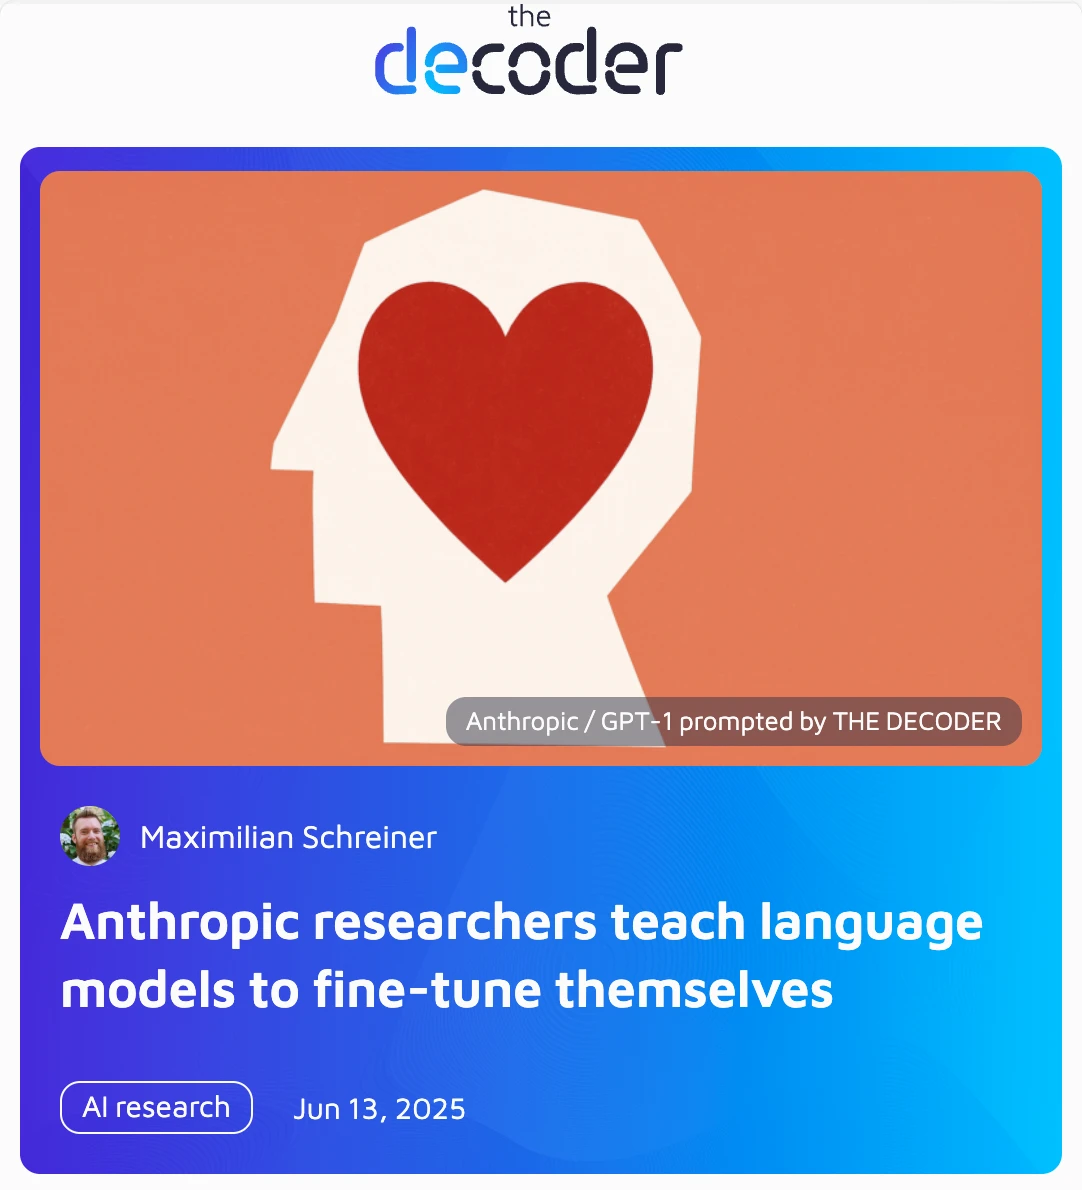 the
decoder
Anthropic / GPT-1 prompted by THE DECODER
Maximilian Schreiner
Anthropic researchers teach language
models to fine-tune themselves
AI research
Jun 13, 2025